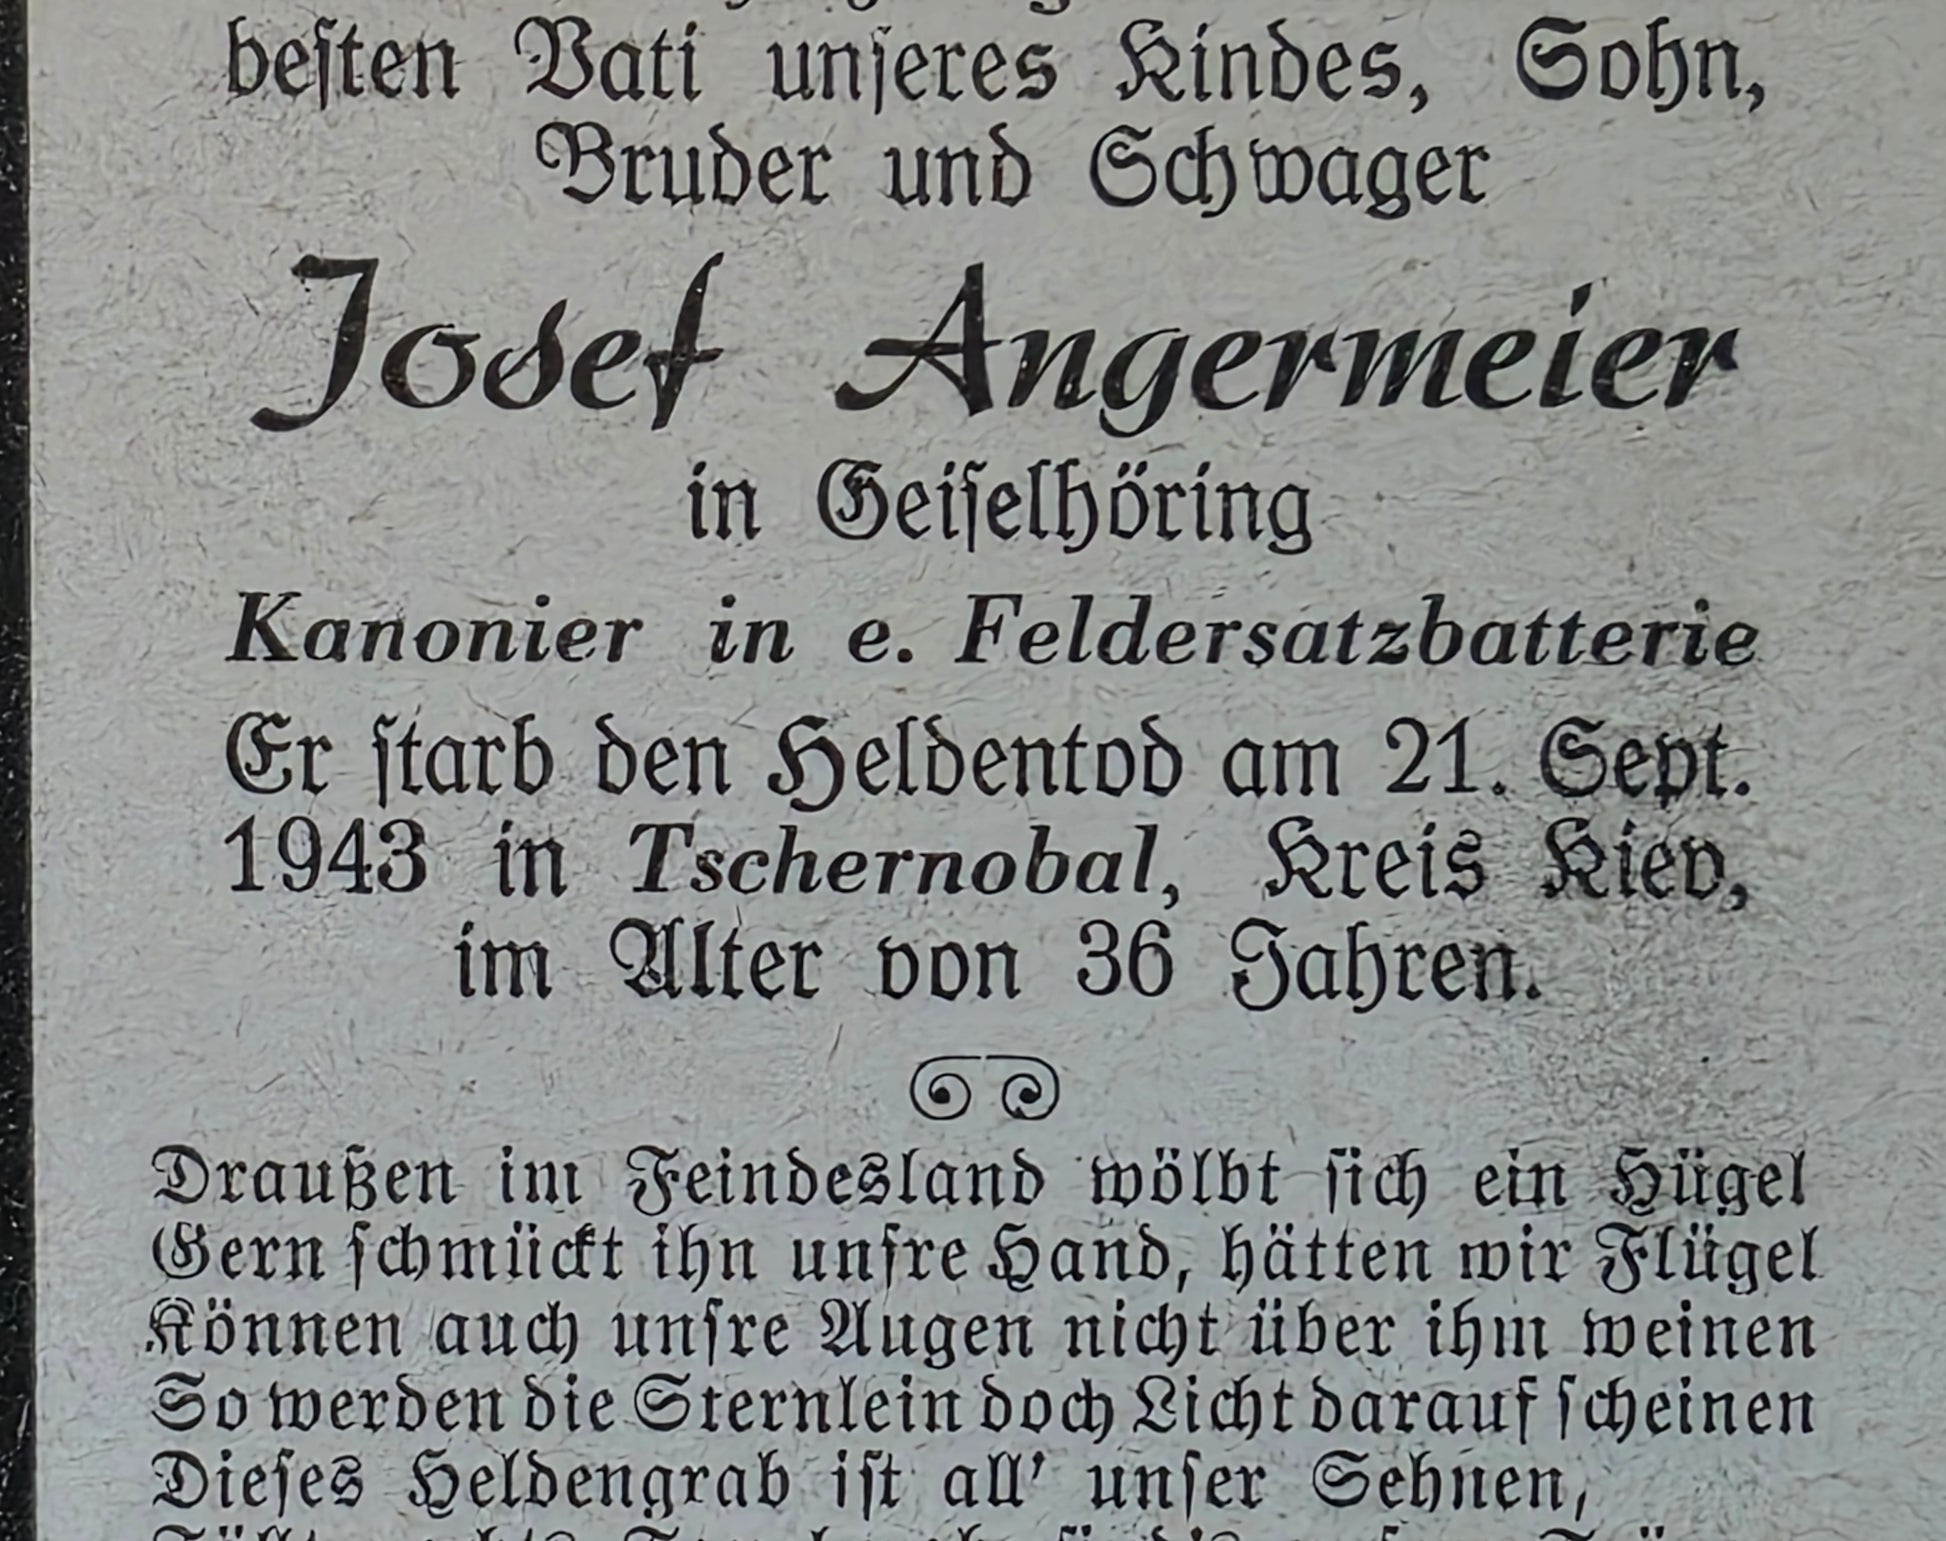 besten Vati unseres Kindes, Sohn,
Bruder und Schwager
Josef Angermeier
in Geiselhöring
Kanonier in e. Feldersatzbatterie
Er starb den Heldentod am 21. Sept.
1943 in Tschernobal, Kreis Kiev,
im Alter von 36 Jahren.
Draußen im Feindesland wölbt sich ein Hügel
Gern schmückt ihn unsre Hand, hätten wir Flügel
Können auch unsre Augen nicht über ihm weinen
So werden die Sternlein doch Licht darauf scheinen
Dieses Heldengrab ist all' unser Sehnen,